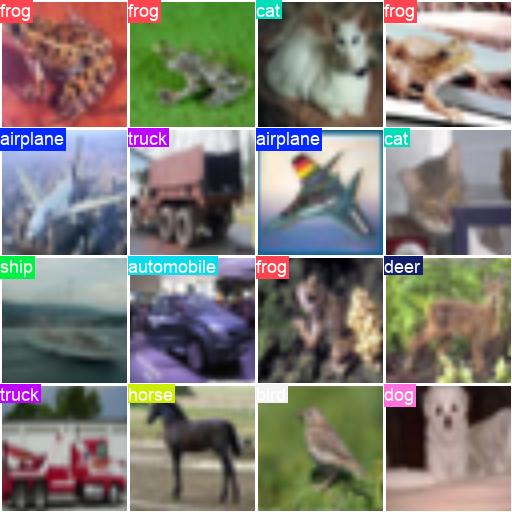 frog
frog
cat
frog
airplane
truck
airplane
cat
ship
automobile
frog
deer
truck
horse
bird
dog